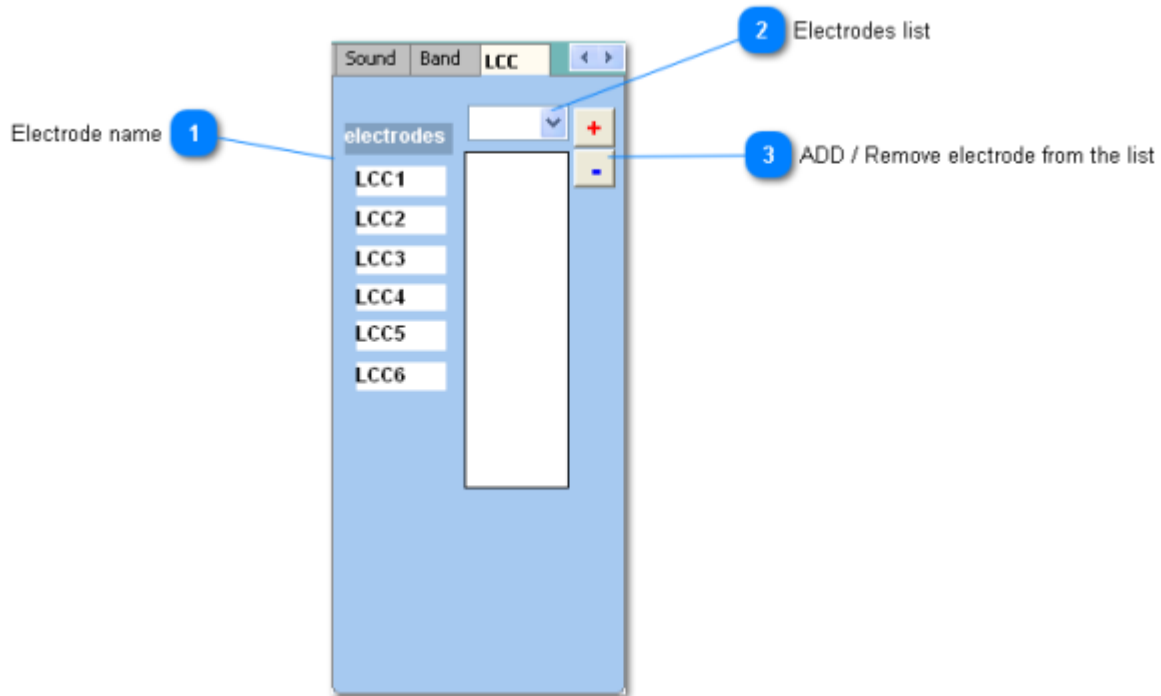 2 Electrodes list
Sound Band LCC
Electrode name 1
electrodes
+
3 ADD / Remove electrode from the list
-
LCC1
LCC2
LCC3
LCC4
LCC5
LCC6